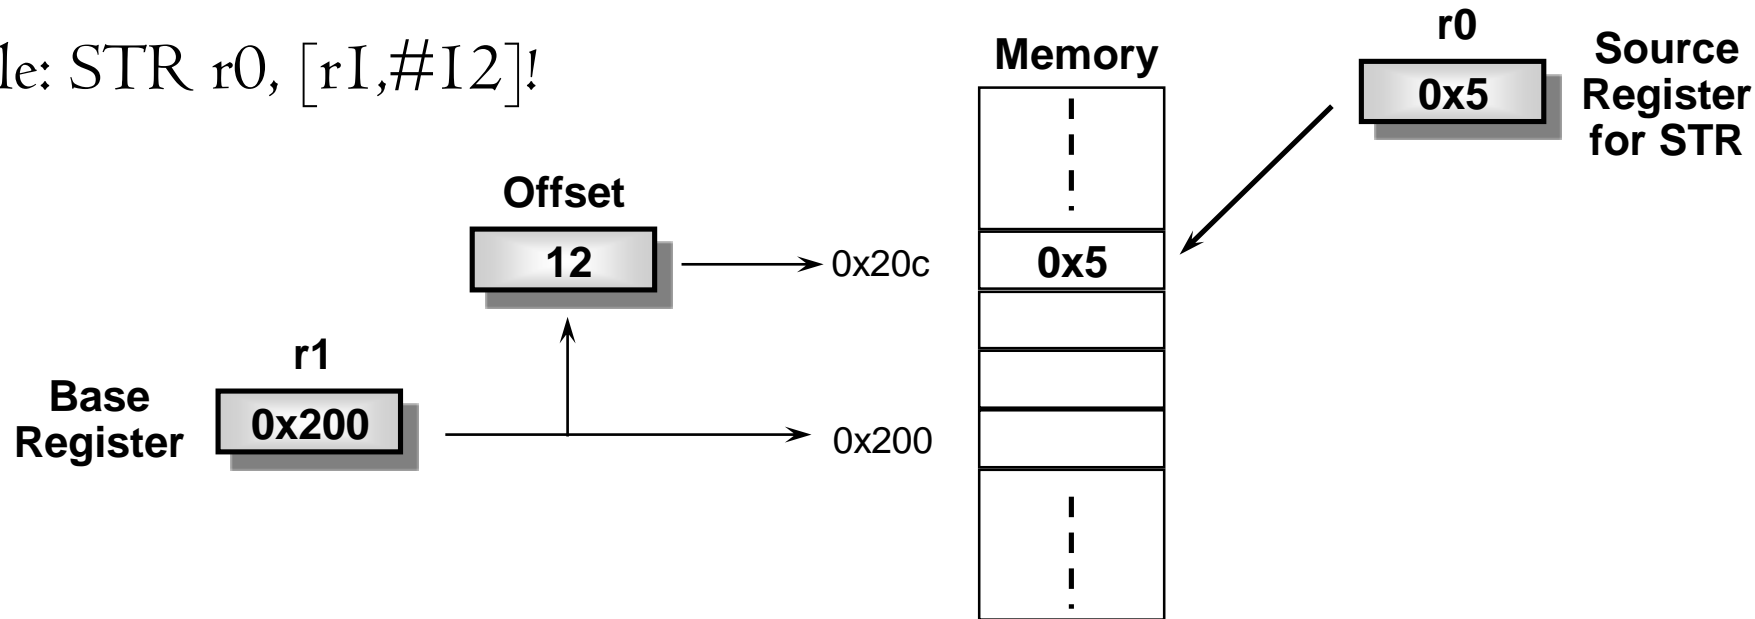 le: STR r0, [r1,#12]!
Memory
r0
0x5
Source
Register
for STR
Offset
12
0x20c
0x5
r1
Base
Register
0x200
0x200